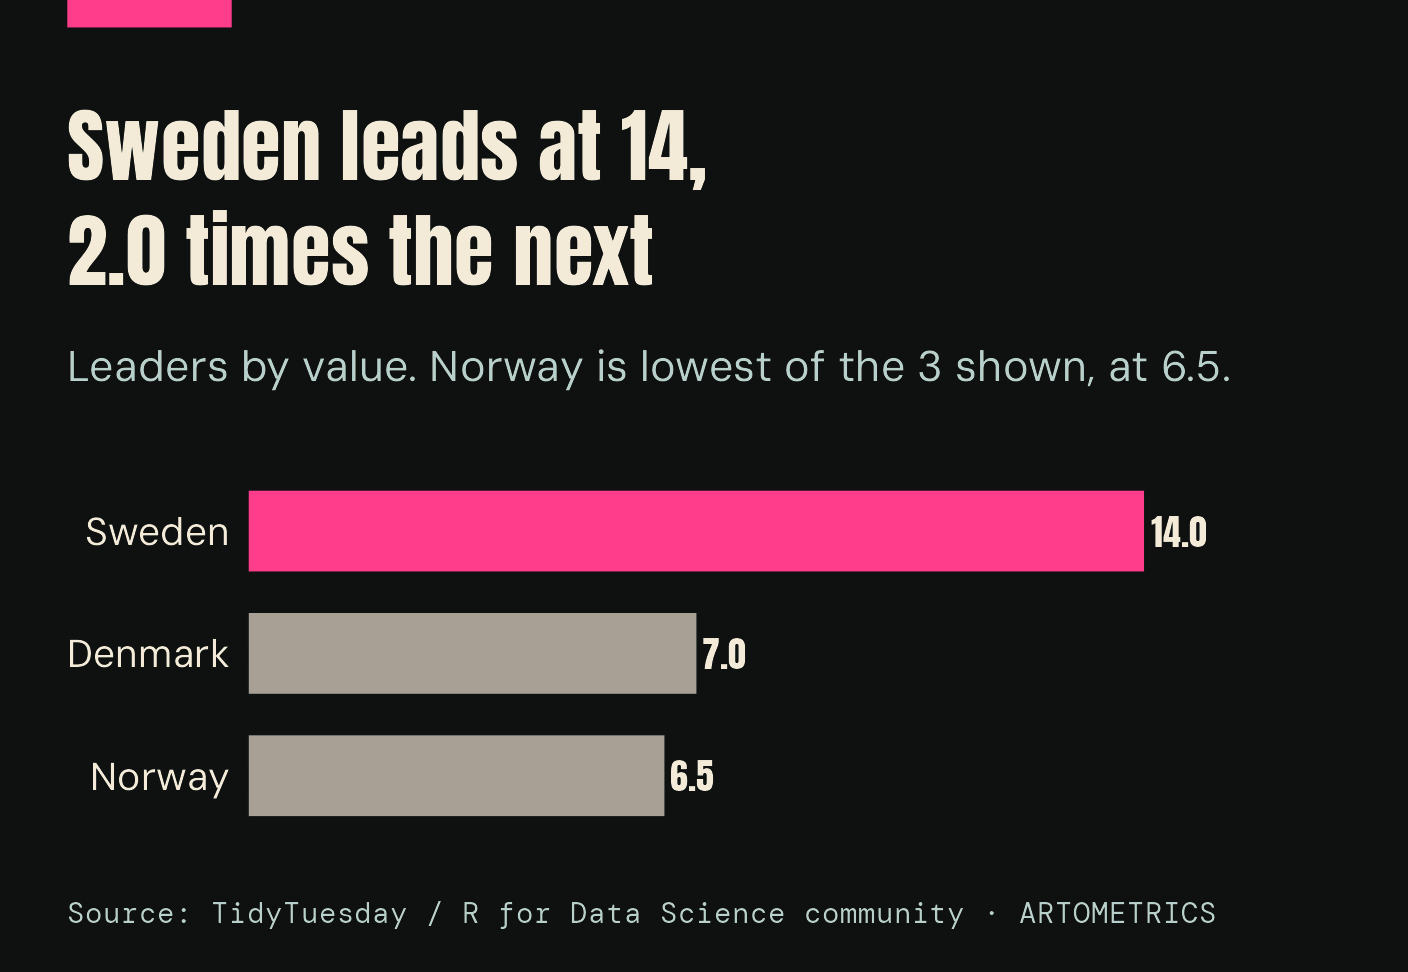 Sweden leads at 14,
2.0 times the next
Leaders by value. Norway is lowest of the 3 shown, at 6.5.
Sweden 14.0
Denmark 7.0
Norway 6.5
Source: TidyTuesday / R for Data Science community · ARTOMETRICS